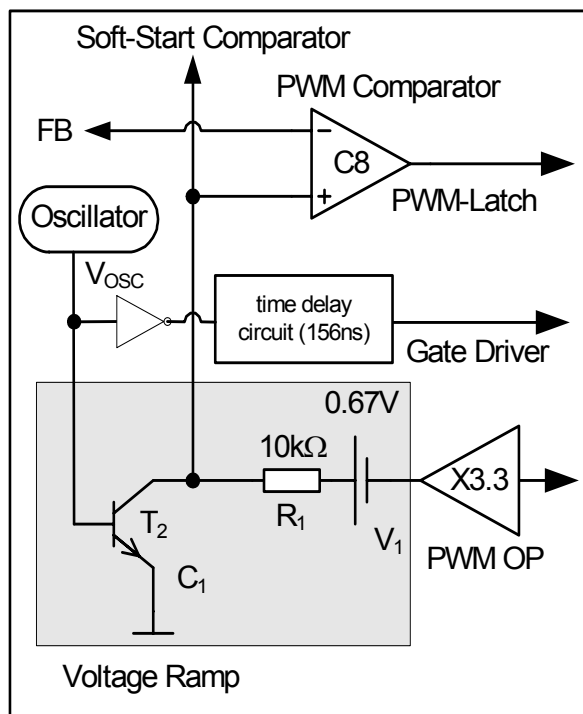 Soft-Start Comparator
PWM Comparator
FB
C8
PWM-Latch
Oscillator
VOSC
time delay
circuit (156ns)
Gate Driver
0.67V
10kΩ
X3.3
R1
T2
V1
PWM OP
C1
Voltage Ramp